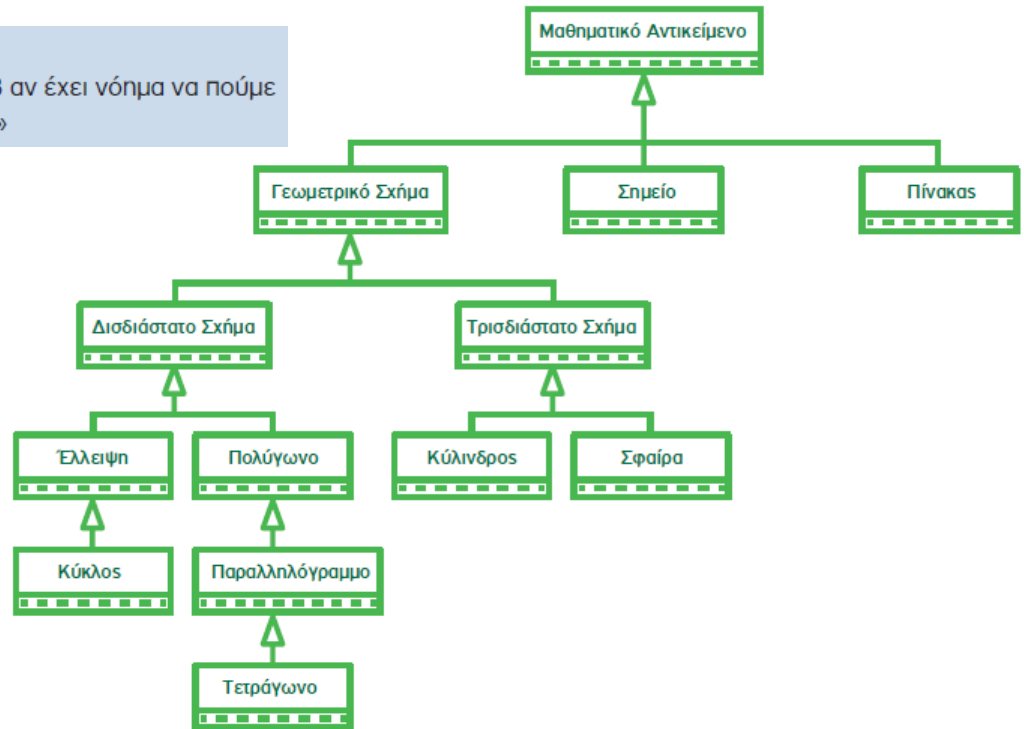 Μαθηματικό Αντικείμενο
αν έχει νόημα να πούμε
»
Γεωμετρικό Σχήμα
Σημείο
Πίνακας
Δισδιάστατο Σχήμα
Τρισδιάστατο Σχήμα
Έλλειψη
Πολύγωνο
Κύλινδρος
Σφαίρα
Κύκλος
Παραλληλόγραμμο
Τετράγωνο